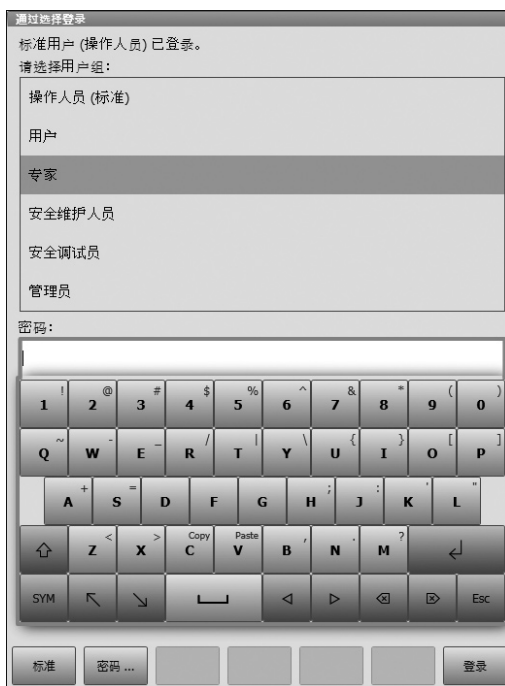 通过选择登录
标准用户 (操作人员) 已登录。
请选择用户组:
操作人员 (标准)
用户
专家
安全维护人员
安全调试员
管理员
密码:
! @ # $ % ^ & * ( )
1 2 3 4 5 6 7 8 9 0
~ - _ / | \ { } [ ]
Q W E R T Y U I O P
+ = ; : ' "
A S D F G H J K L
< > Copy Paste , . ?
Z X C V B N M
SYM Esc
标准 密码 ... 登录